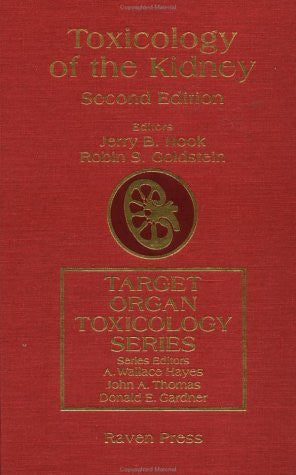 Toxicology
of the Kidney
Second Edition
Editors
Jerry B. Hook
Robin S. Goldstein
TARGET
ORGAN
TOXICOLOGY
SERIES
Series Editors
A. Wallace Hayes
John A. Thomas
Donald E. Gardner
Raven Press